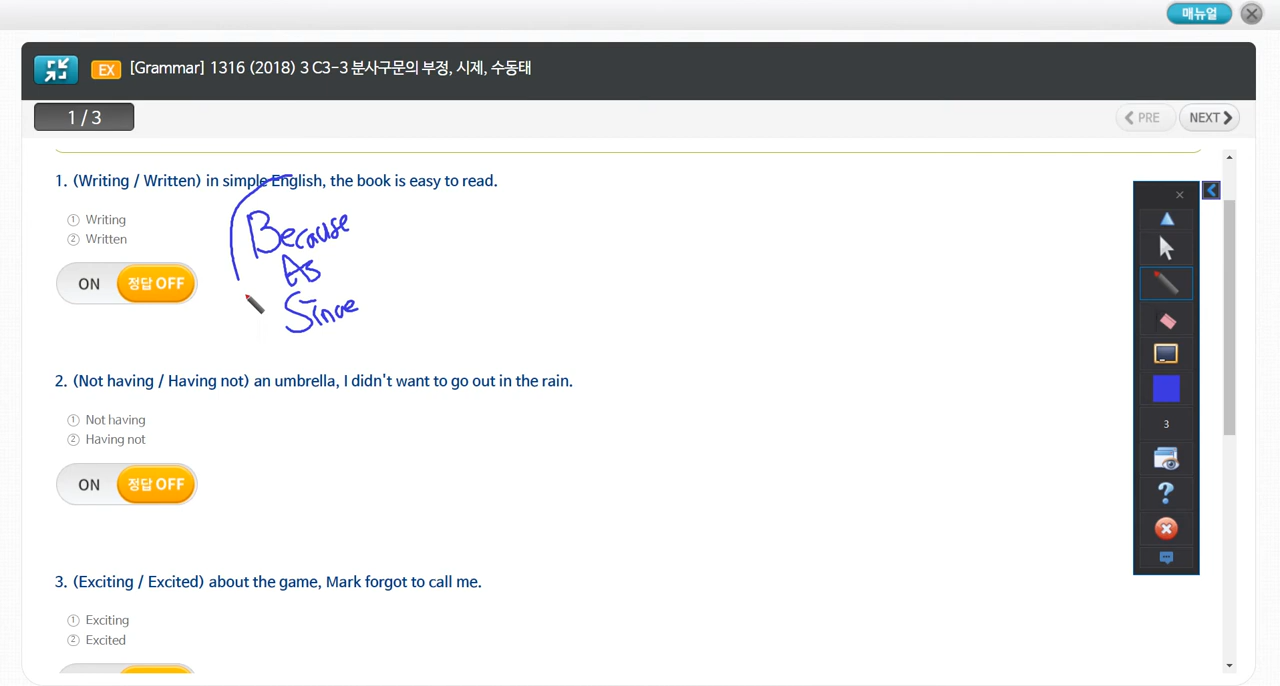 매뉴얼
EX [Grammar] 1316 (2018) 3 C3-3 분사구문의 부정, 시제, 수동태
1 / 3
PRE
NEXT
1. (Writing / Written) in simple English, the book is easy to read.
① Writing
② Written
ON 정답 OFF
Because
As
Since
2. (Not having / Having not) an umbrella, I didn't want to go out in the rain.
① Not having
② Having not
ON 정답 OFF
3. (Exciting / Excited) about the game, Mark forgot to call me.
① Exciting
② Excited
3